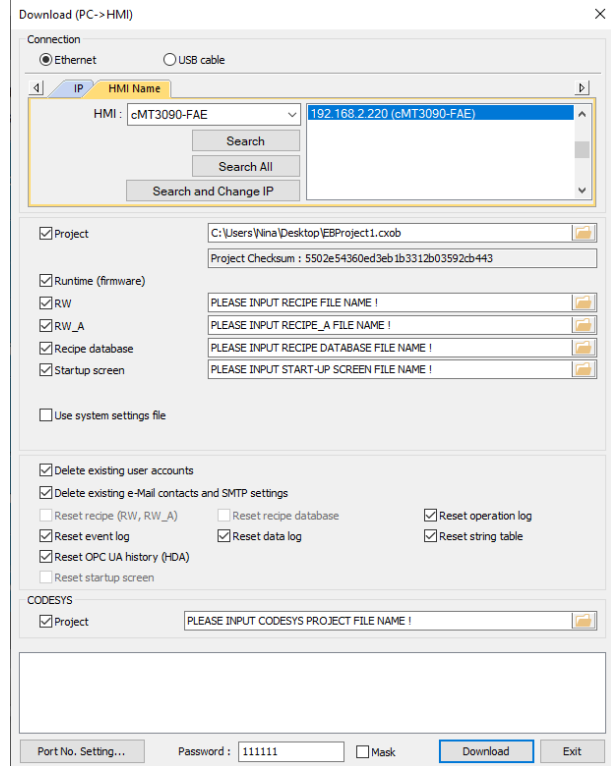 Download (PC->HMI)
Connection
Ethernet USB cable
IP HMI Name
HMI : cMT3090-FAE 192.168.2.220 (cMT3090-FAE)
Search
Search All
Search and Change IP
Project C:\Users\Nina\Desktop\EBProject1.cxob
Project Checksum : 5502e54360ed3eb1b3312b03592cb443
Runtime (firmware)
RW PLEASE INPUT RECIPE FILE NAME !
RW_A PLEASE INPUT RECIPE_A FILE NAME !
Recipe database PLEASE INPUT RECIPE DATABASE FILE NAME !
Startup screen PLEASE INPUT START-UP SCREEN FILE NAME !
Use system settings file
Delete existing user accounts
Delete existing e-Mail contacts and SMTP settings
Reset recipe (RW, RW_A) Reset recipe database Reset operation log
Reset event log Reset data log Reset string table
Reset OPC UA history (HDA)
Reset startup screen
CODESYS
Project PLEASE INPUT CODESYS PROJECT FILE NAME !
Port No. Setting... Password : 111111 Mask Download Exit